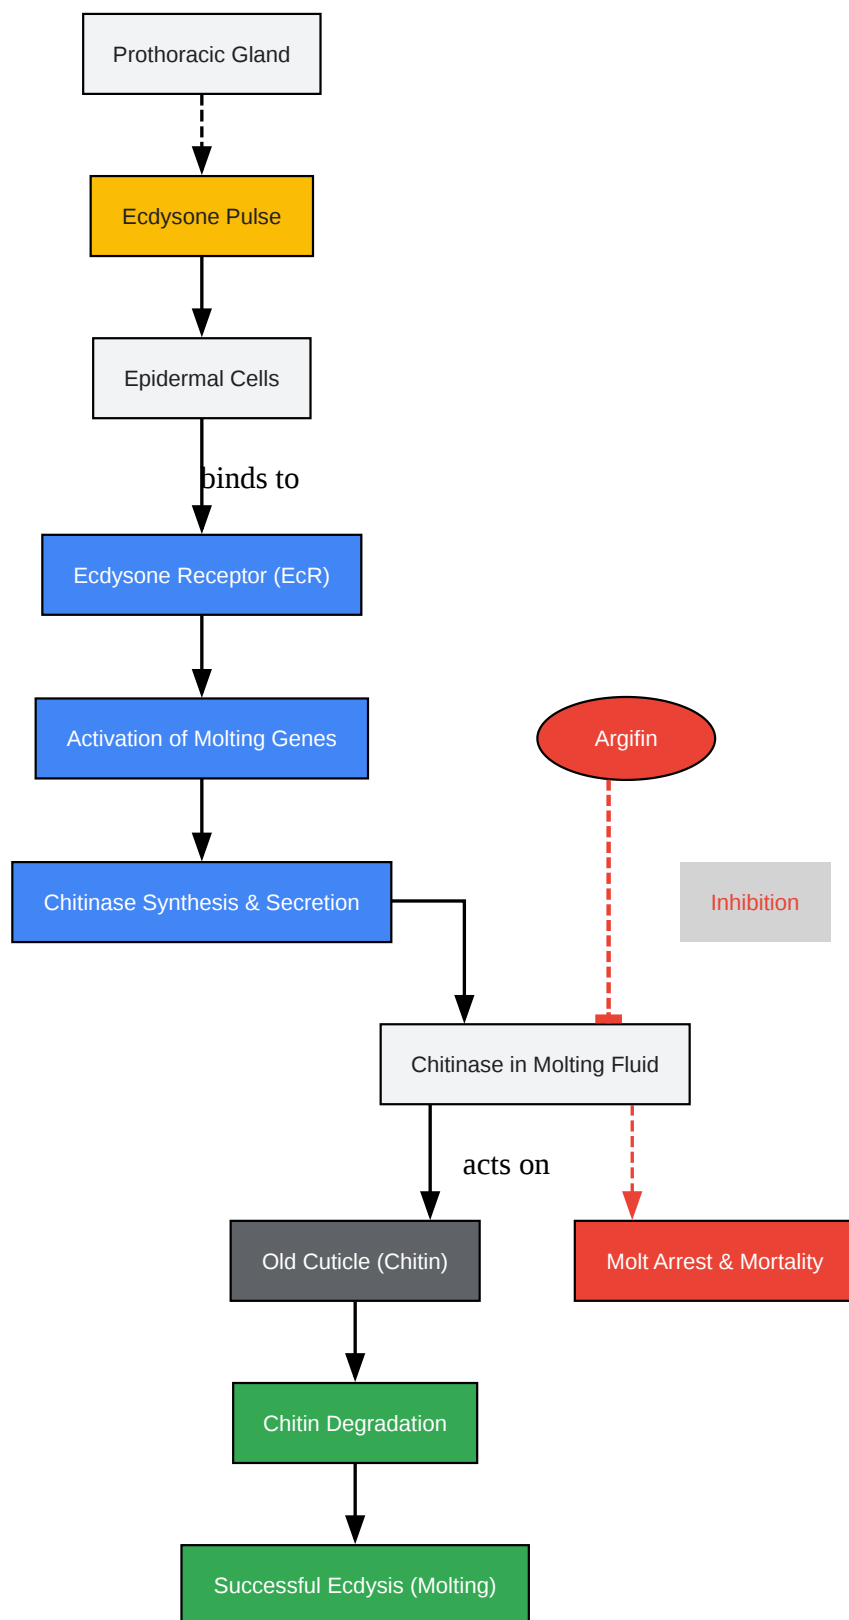 Prothoracic Gland
Ecdysone Pulse
Epidermal Cells
binds to
Ecdysone Receptor (EcR)
Activation of Molting Genes
Argifin
Chitinase Synthesis & Secretion
Inhibition
Chitinase in Molting Fluid
acts on
Old Cuticle (Chitin)
Molt Arrest & Mortality
Chitin Degradation
Successful Ecdysis (Molting)